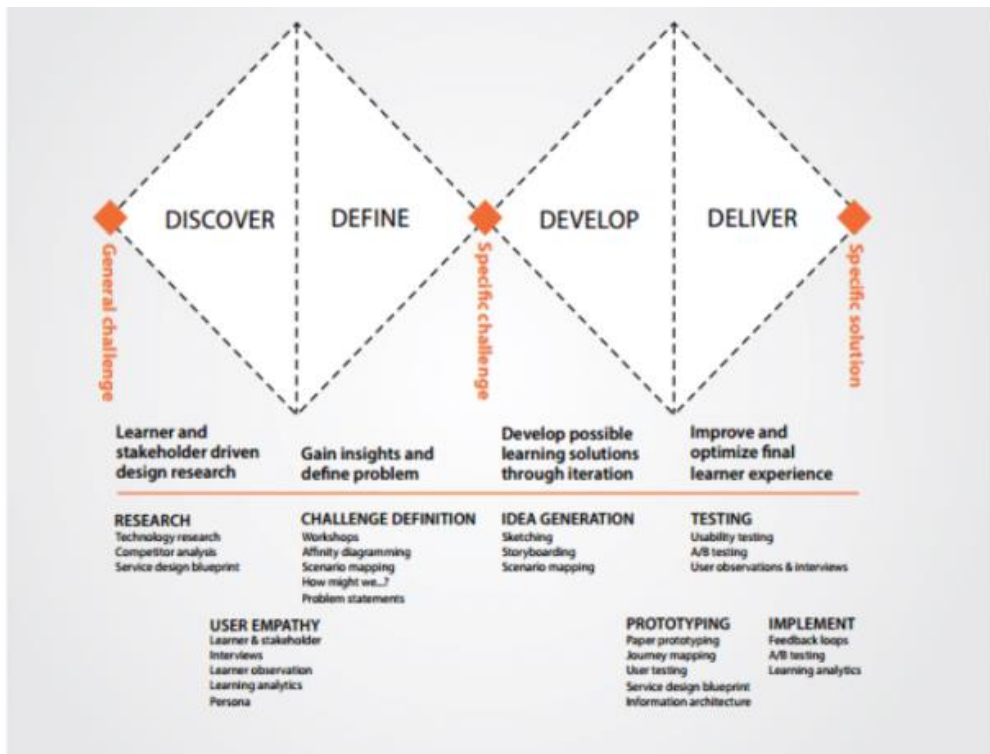 DISCOVER
DEFINE
DEVELOP
DELIVER
General challenge
Specific challenge
Specific solution
Learner and
stakeholder driven
design research
Gain insights and
define problem
Develop possible
learning solutions
through iteration
Improve and
optimize final
learner experience
RESEARCH
Technology research
Competitor analysis
Service design blueprint
CHALLENGE DEFINITION
Workshops
Affinity diagramming
Scenario mapping
How might we...?
Problem statements
IDEA GENERATION
Sketching
Storyboarding
Scenario mapping
TESTING
Usability testing
A/B testing
User observations & interviews
USER EMPATHY
Learner & stakeholder
Interviews
Learner observation
Learning analytics
Persona
PROTOTYPING
Paper prototyping
Journey mapping
User testing
Service design blueprint
Information architecture
IMPLEMENT
Feedback loops
A/B testing
Learning analytics